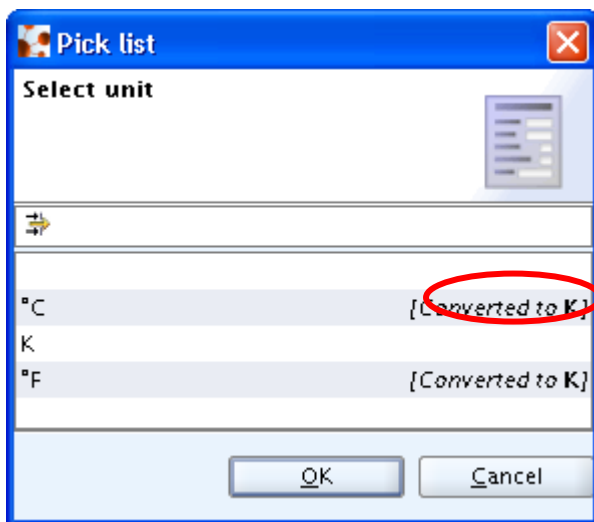 Pick list
Select unit
°C [Converted to K]
K
°F [Converted to K]
OK Cancel